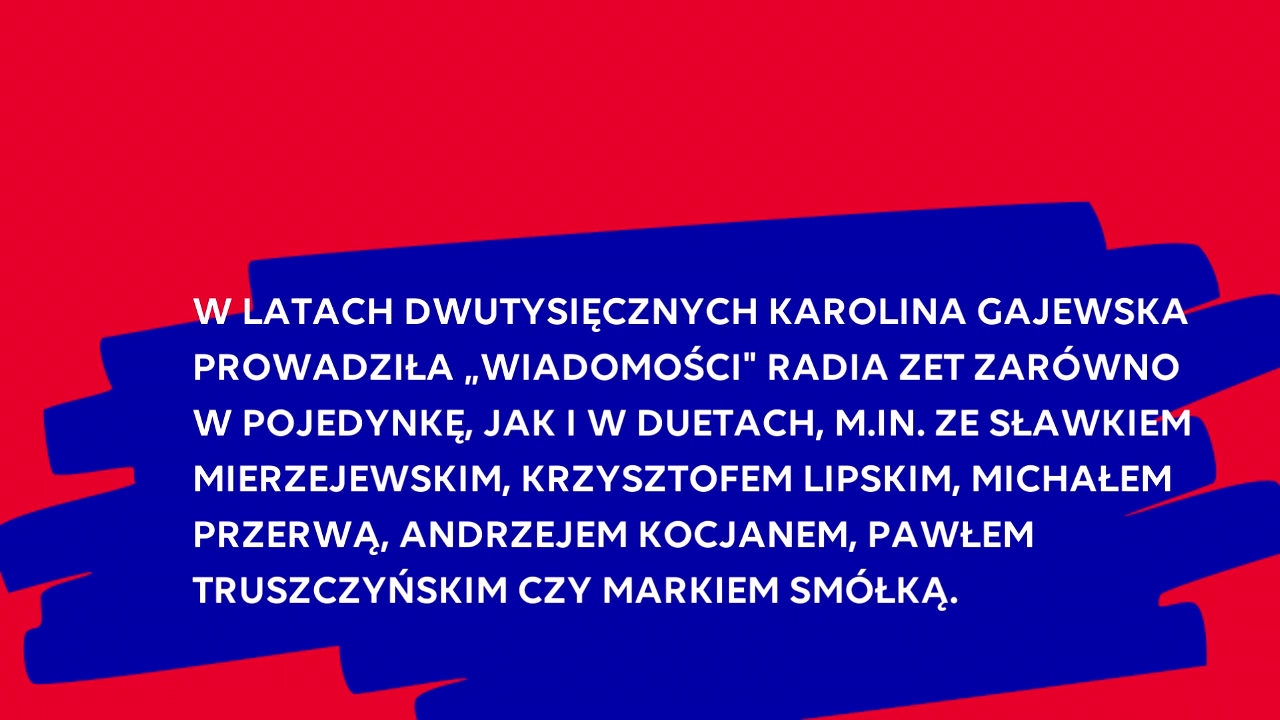 W LATACH DWUTYSIĘCZNYCH KAROLINA GAJEWSKA
PROWADZIŁA „WIADOMOŚCI" RADIA ZET ZARÓWNO
W POJEDYNKĘ, JAK I W DUETACH, M.IN. ZE SŁAWKIEM
MIERZEJEWSKIM, KRZYSZTOFEM LIPSKIM, MICHAŁEM
PRZERWĄ, ANDRZEJEM KOCJANEM, PAWŁEM
TRUSZCZYŃSKIM CZY MARKIEM SMÓŁKĄ.